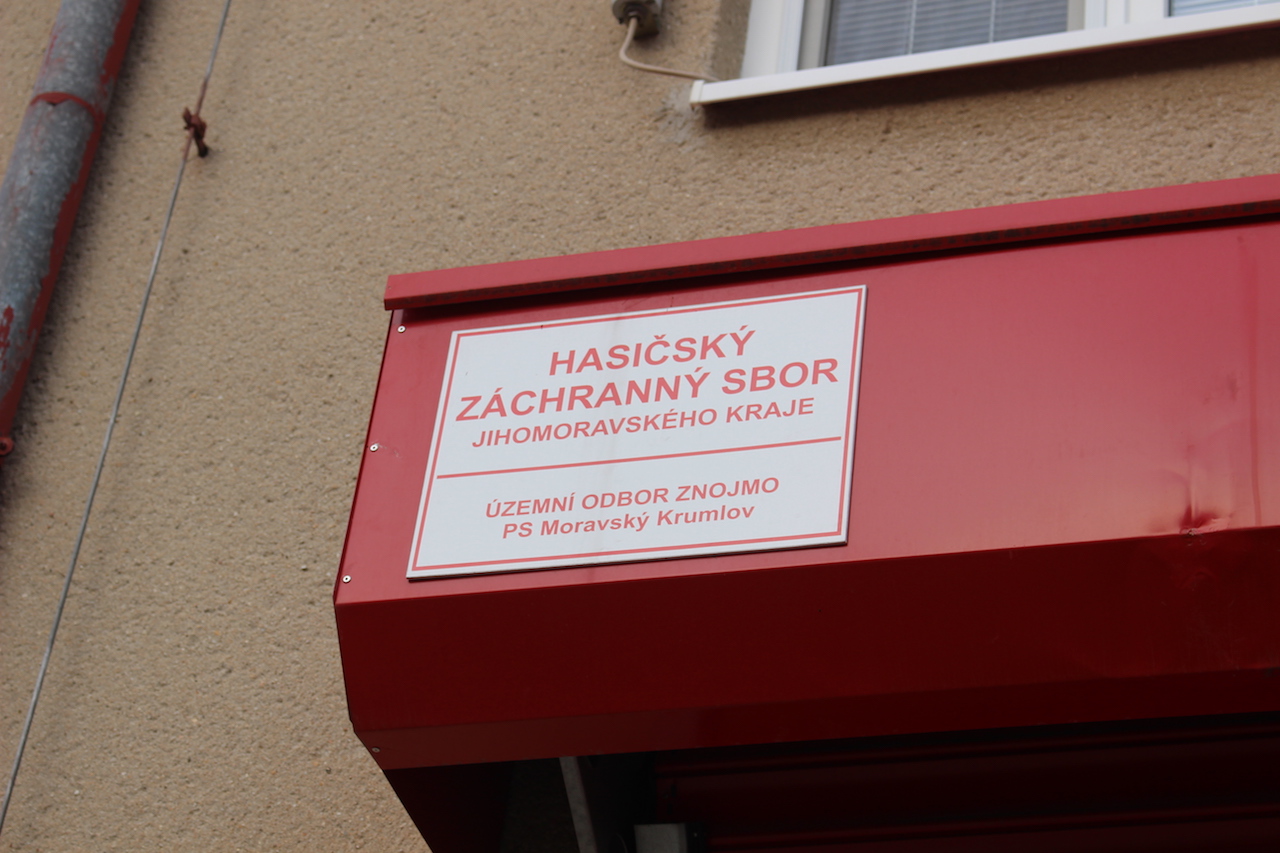 HASIČSKÝ
ZÁCHRANNÝ SBOR
JIHOMORAVSKÉHO KRAJE
ÚZEMNÍ ODBOR ZNOJMO
PS Moravský Krumlov